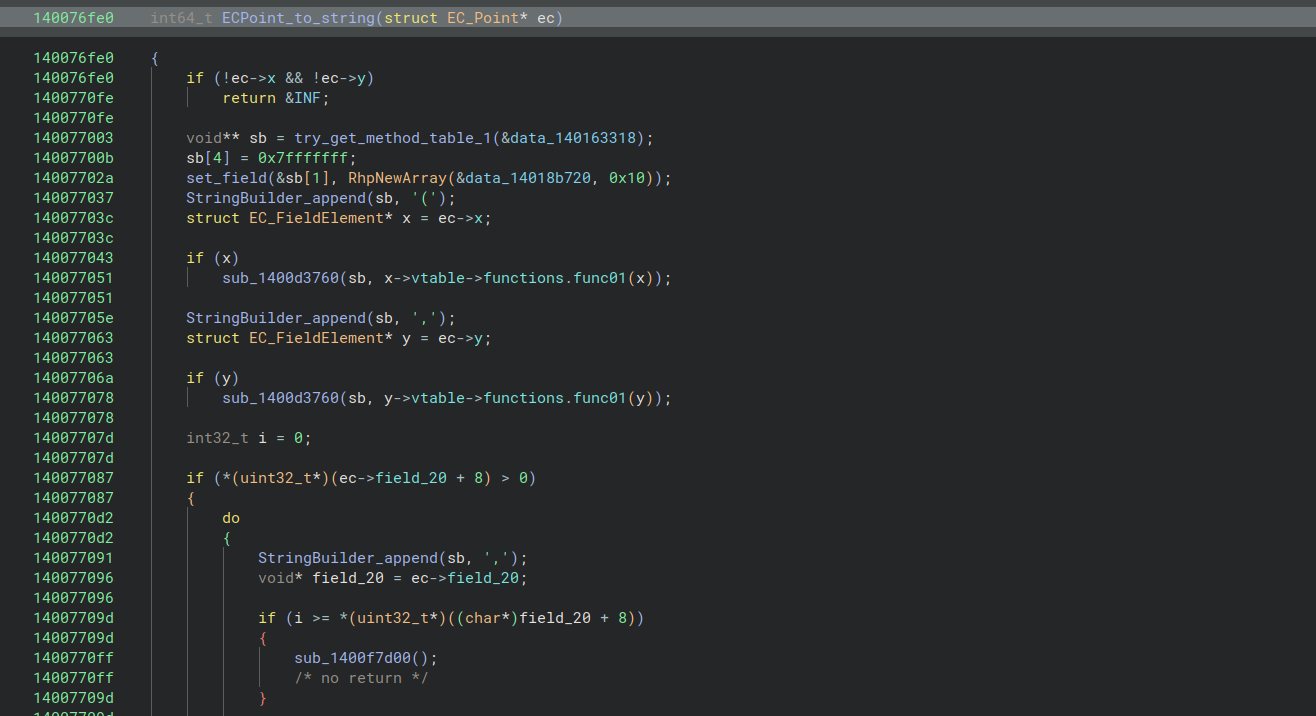 140076fe0 int64_t ECPoint_to_string(struct EC_Point* ec)
140076fe0 {
140076fe0 if (!ec->x && !ec->y)
1400770fe return &INF;
1400770fe
140077003 void** sb = try_get_method_table_1(&data_140163318);
14007700b sb[4] = 0x7fffffff;
14007702a set_field(&sb[1], RhpNewArray(&data_14018b720, 0x10));
140077037 StringBuilder_append(sb, '(');
14007703c struct EC_FieldElement* x = ec->x;
14007703c
140077043 if (x)
140077051 sub_1400d3760(sb, x->vtable->functions.func01(x));
140077051
14007705e StringBuilder_append(sb, ',');
140077063 struct EC_FieldElement* y = ec->y;
140077063
14007706a if (y)
140077078 sub_1400d3760(sb, y->vtable->functions.func01(y));
140077078
14007707d int32_t i = 0;
14007707d
140077087 if (*(uint32_t*)(ec->field_20 + 8) > 0)
140077087 {
1400770d2 do
1400770d2 {
140077091 StringBuilder_append(sb, ',');
140077096 void* field_20 = ec->field_20;
140077096
14007709d if (i >= *(uint32_t*)((char*)field_20 + 8))
14007709d {
1400770ff sub_1400f7d00();
1400770ff /* no return */
14007709d }
14007709d